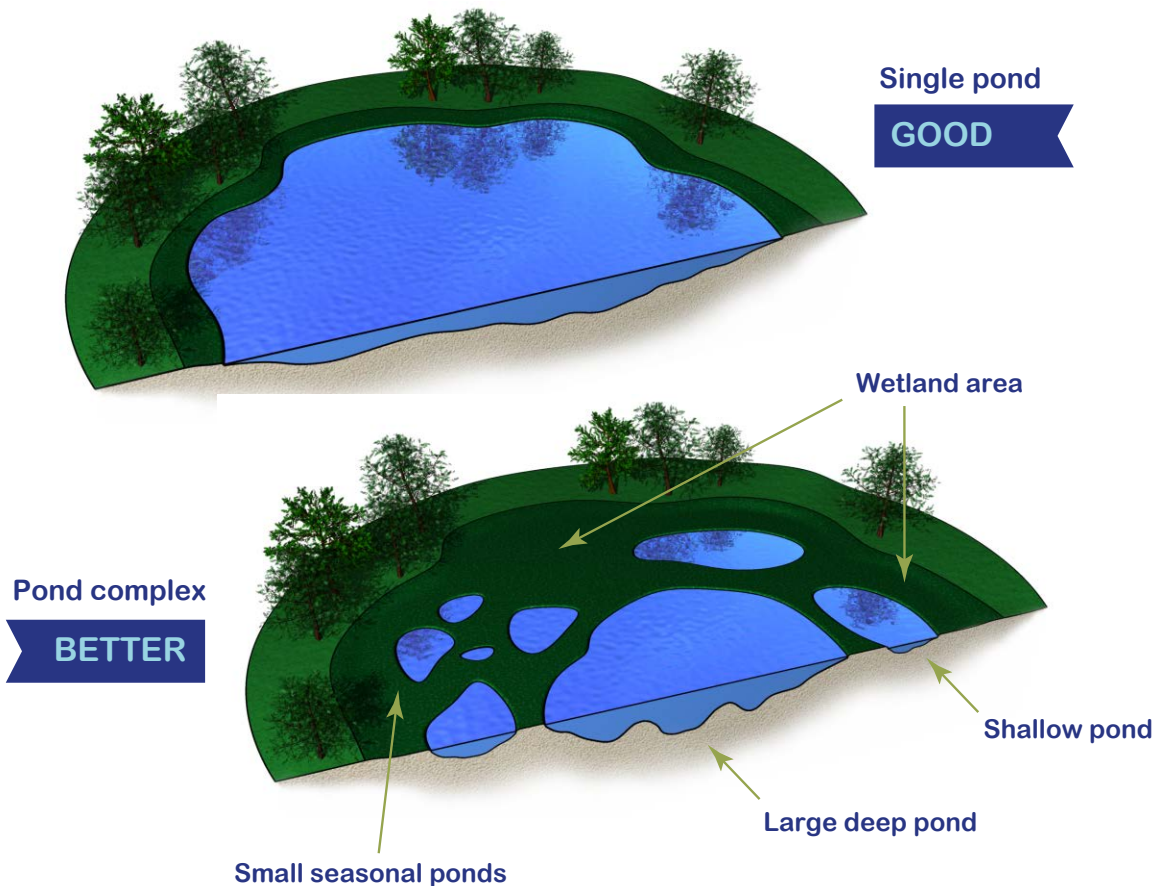 Single pond
GOOD
Wetland area
Pond complex
BETTER
Shallow pond
Large deep pond
Small seasonal ponds